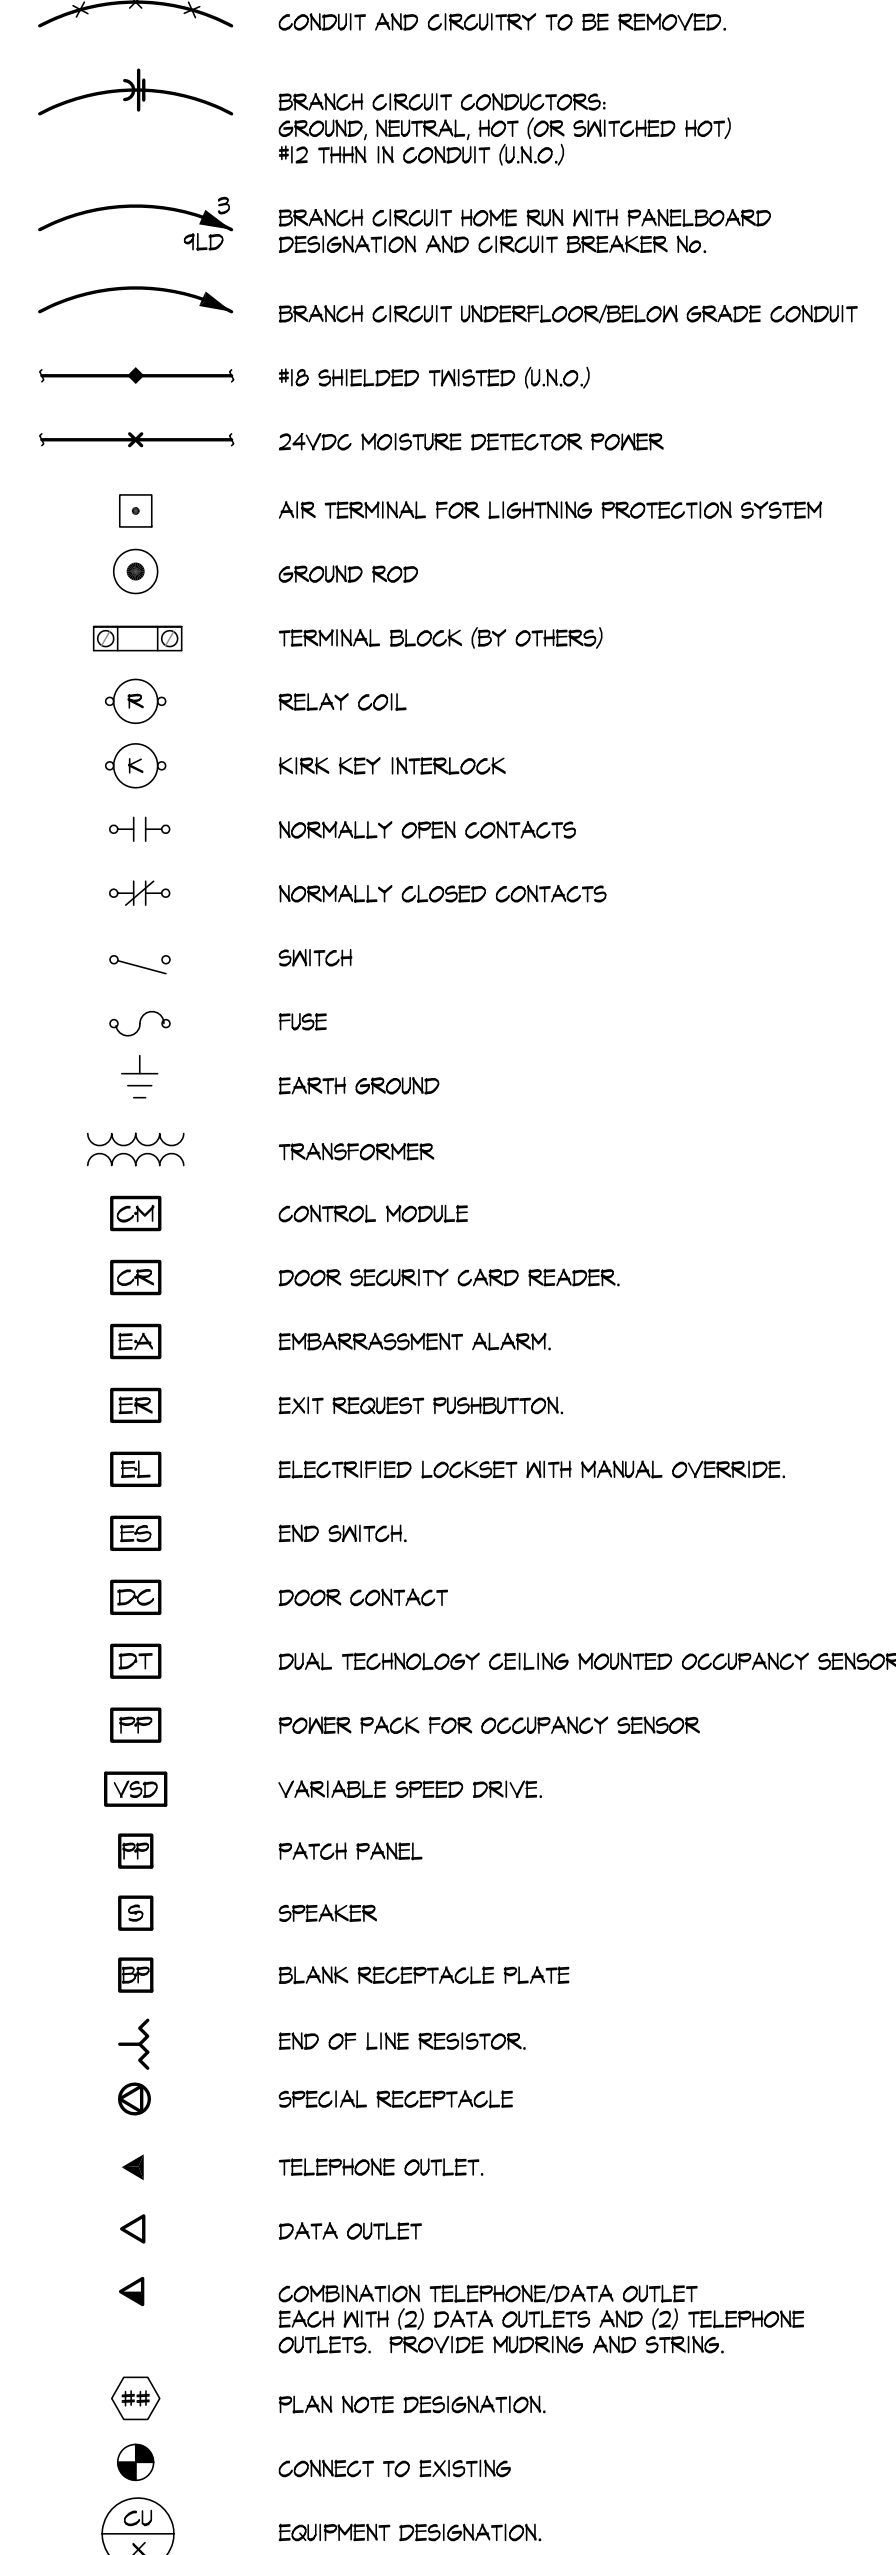 CONDUIT AND CIRCUITRY TO BE REMOVED.
BRANCH CIRCUIT CONDUCTORS:
GROUND, NEUTRAL, HOT (OR SWITCHED HOT)
#12 THHN IN CONDUIT (U.N.O.)
3
9LD
BRANCH CIRCUIT HOME RUN WITH PANELBOARD
DESIGNATION AND CIRCUIT BREAKER No.
BRANCH CIRCUIT UNDERFLOOR/BELOW GRADE CONDUIT
#18 SHIELDED TWISTED (U.N.O.)
24VDC MOISTURE DETECTOR POWER
AIR TERMINAL FOR LIGHTNING PROTECTION SYSTEM
GROUND ROD
TERMINAL BLOCK (BY OTHERS)
R RELAY COIL
K KIRK KEY INTERLOCK
NORMALLY OPEN CONTACTS
NORMALLY CLOSED CONTACTS
SWITCH
FUSE
EARTH GROUND
TRANSFORMER
CM CONTROL MODULE
CR DOOR SECURITY CARD READER.
EA EMBARRASSMENT ALARM.
ER EXIT REQUEST PUSHBUTTON.
EL ELECTRIFIED LOCKSET WITH MANUAL OVERRIDE.
ES END SWITCH.
DC DOOR CONTACT
DT DUAL TECHNOLOGY CEILING MOUNTED OCCUPANCY SENSOR
PP POWER PACK FOR OCCUPANCY SENSOR
VSD VARIABLE SPEED DRIVE.
PP PATCH PANEL
S SPEAKER
BP BLANK RECEPTACLE PLATE
END OF LINE RESISTOR.
SPECIAL RECEPTACLE
TELEPHONE OUTLET.
DATA OUTLET
COMBINATION TELEPHONE/DATA OUTLET
EACH WITH (2) DATA OUTLETS AND (2) TELEPHONE
OUTLETS. PROVIDE MUDRING AND STRING.
## PLAN NOTE DESIGNATION.
CONNECT TO EXISTING
CU
X
EQUIPMENT DESIGNATION.